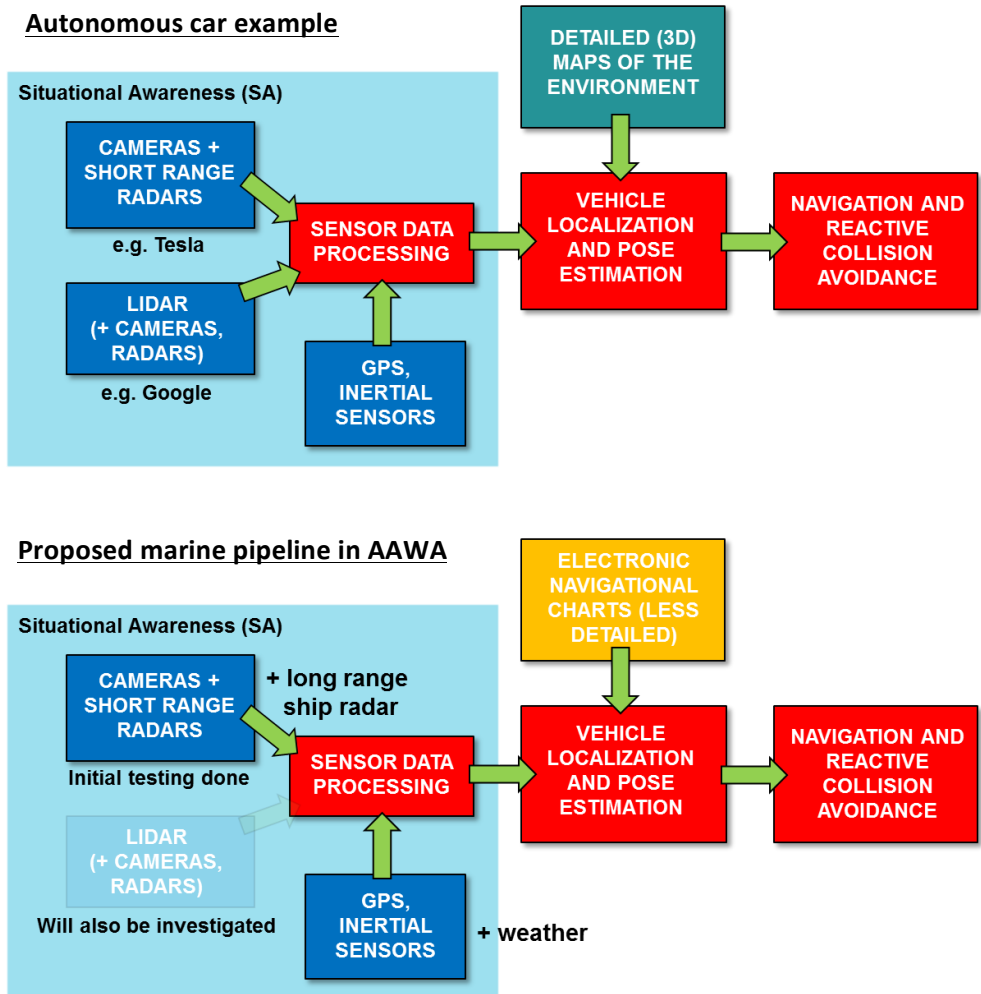 Autonomous car example
DETAILED (3D)
MAPS OF THE
ENVIRONMENT
Situational Awareness (SA)
CAMERAS +
SHORT RANGE
RADARS
e.g. Tesla
SENSOR DATA
PROCESSING
VEHICLE
LOCALIZATION
AND POSE
ESTIMATION
NAVIGATION AND
REACTIVE
COLLISION
AVOIDANCE
LIDAR
(+ CAMERAS,
RADARS)
e.g. Google
GPS,
INERTIAL
SENSORS
Proposed marine pipeline in AAWA
ELECTRONIC
NAVIGATIONAL
CHARTS (LESS
DETAILED)
Situational Awareness (SA)
CAMERAS +
SHORT RANGE
RADARS
+ long range
ship radar
Initial testing done
SENSOR DATA
PROCESSING
VEHICLE
LOCALIZATION
AND POSE
ESTIMATION
NAVIGATION AND
REACTIVE
COLLISION
AVOIDANCE
LIDAR
(+ CAMERAS,
RADARS)
Will also be investigated
GPS,
INERTIAL
SENSORS
+ weather